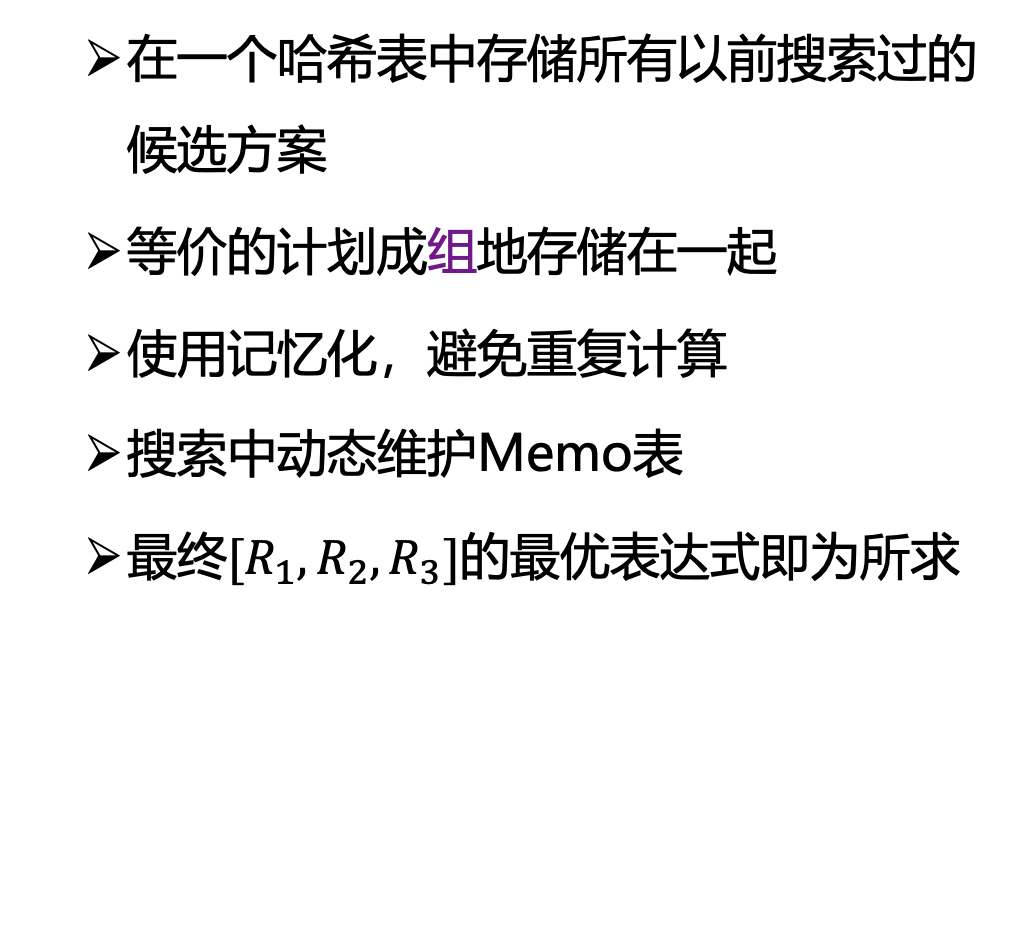 ➢在一个哈希表中存储所有以前搜索过的
候选方案
➢等价的计划成组地存储在一起
➢使用记忆化，避免重复计算
➢搜索中动态维护Memo表
➢最终[R₁, R₂, R₃]的最优表达式即为所求